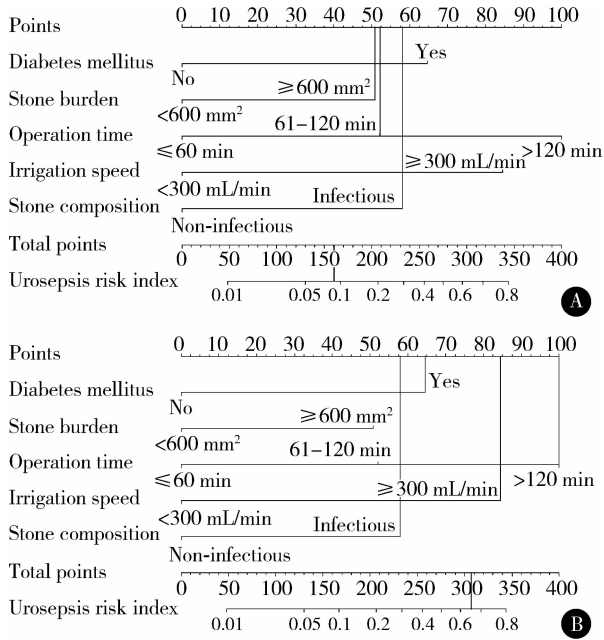 Points 0 10 20 30 40 50 60 70 80 90 100
Diabetes mellitus No Yes
Stone burden <600 mm² ≥600 mm²
Operation time ≤60 min 61-120 min >120 min
Irrigation speed <300 mL/min ≥300 mL/min
Stone composition Non-infectious Infectious
Total points 0 50 100 150 200 250 300 350 400
Urosepsis risk index 0.01 0.05 0.1 0.2 0.4 0.6 0.8
A
Points 0 10 20 30 40 50 60 70 80 90 100
Diabetes mellitus No Yes
Stone burden <600 mm² ≥600 mm²
Operation time ≤60 min 61-120 min >120 min
Irrigation speed <300 mL/min ≥300 mL/min
Stone composition Non-infectious Infectious
Total points 0 50 100 150 200 250 300 350 400
Urosepsis risk index 0.01 0.05 0.1 0.2 0.4 0.6 0.8
B